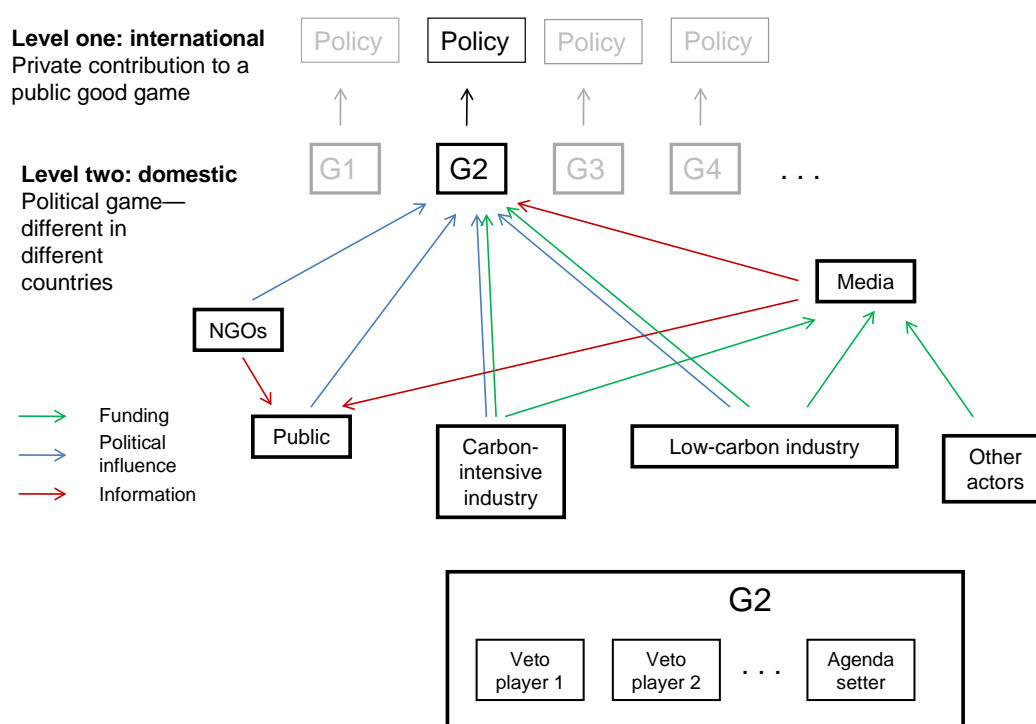 Level one: international
Private contribution to a
public good game
Policy
Policy
Policy
Policy
Level two: domestic
Political game—
different in
different
countries
G1
G2
G3
G4
. . .
Media
NGOs
Public
Carbon-
intensive
industry
Low-carbon industry
Other
actors
Funding
Political
influence
Information
G2
Veto
player 1
Veto
player 2
. . .
Agenda
setter